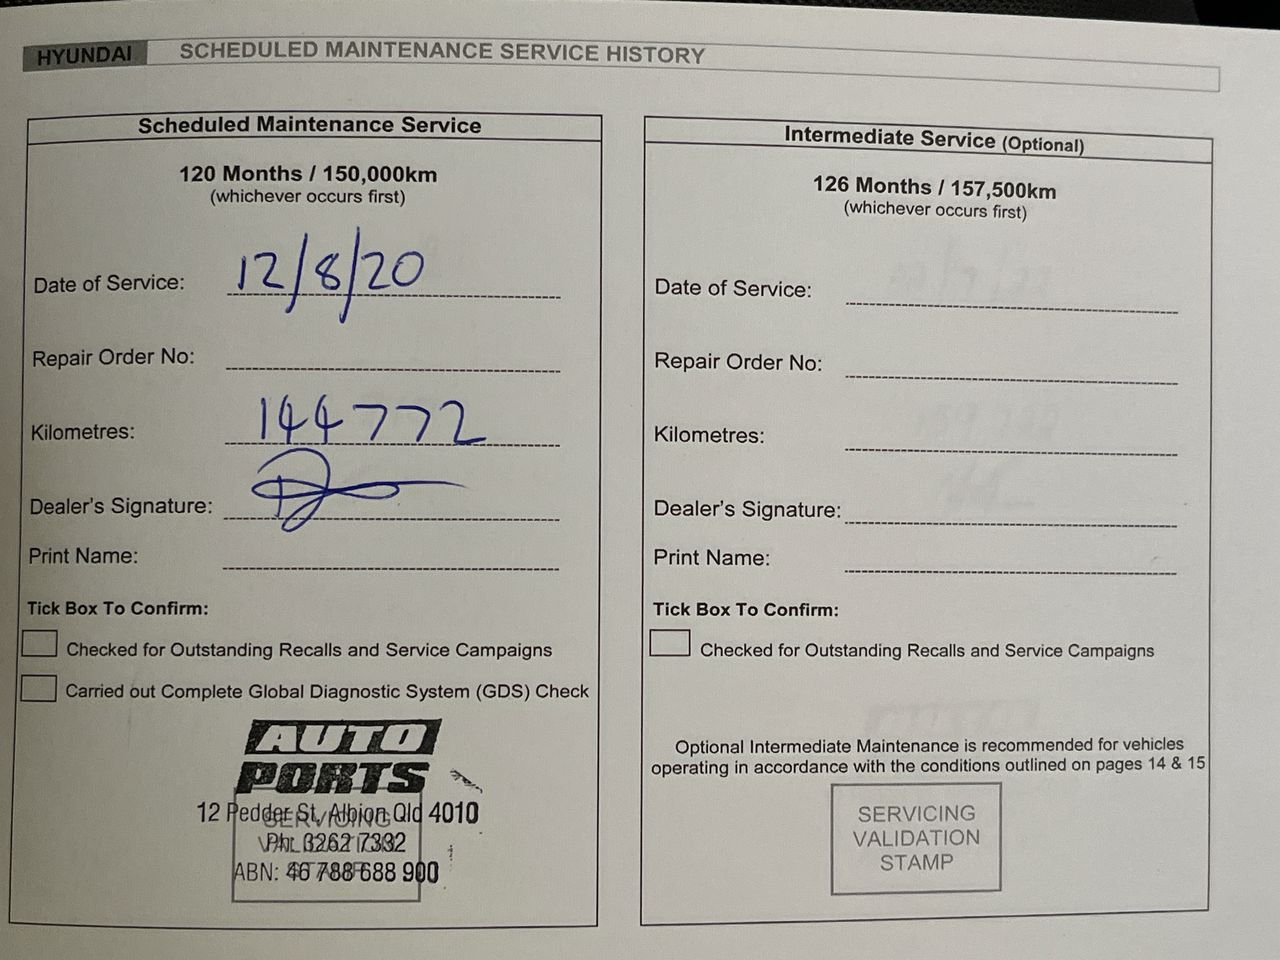 HYUNDAI SCHEDULED MAINTENANCE SERVICE HISTORY
Scheduled Maintenance Service
120 Months / 150,000km
(whichever occurs first)
Date of Service: 12/8/20
Repair Order No:
Kilometres: 144772
Dealer's Signature:
Print Name:
Tick Box To Confirm:
Checked for Outstanding Recalls and Service Campaigns
Carried out Complete Global Diagnostic System (GDS) Check
AUTO
PORTS
12 Pedder St, Albion Qld 4010
Ph: 3262 7332
ABN: 46 788 688 900
Intermediate Service (Optional)
126 Months / 157,500km
(whichever occurs first)
Date of Service:
Repair Order No:
Kilometres:
Dealer's Signature:
Print Name:
Tick Box To Confirm:
Checked for Outstanding Recalls and Service Campaigns
Optional Intermediate Maintenance is recommended for vehicles
operating in accordance with the conditions outlined on pages 14 & 15
SERVICING
VALIDATION
STAMP